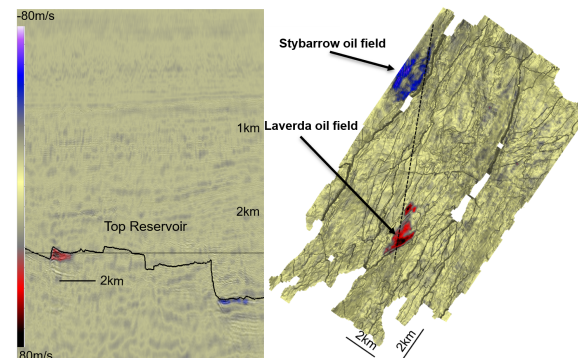 -80m/s
Stybarrow oil field
1km
Laverda oil field
2km
Top Reservoir
2km
80m/s
2km
2km